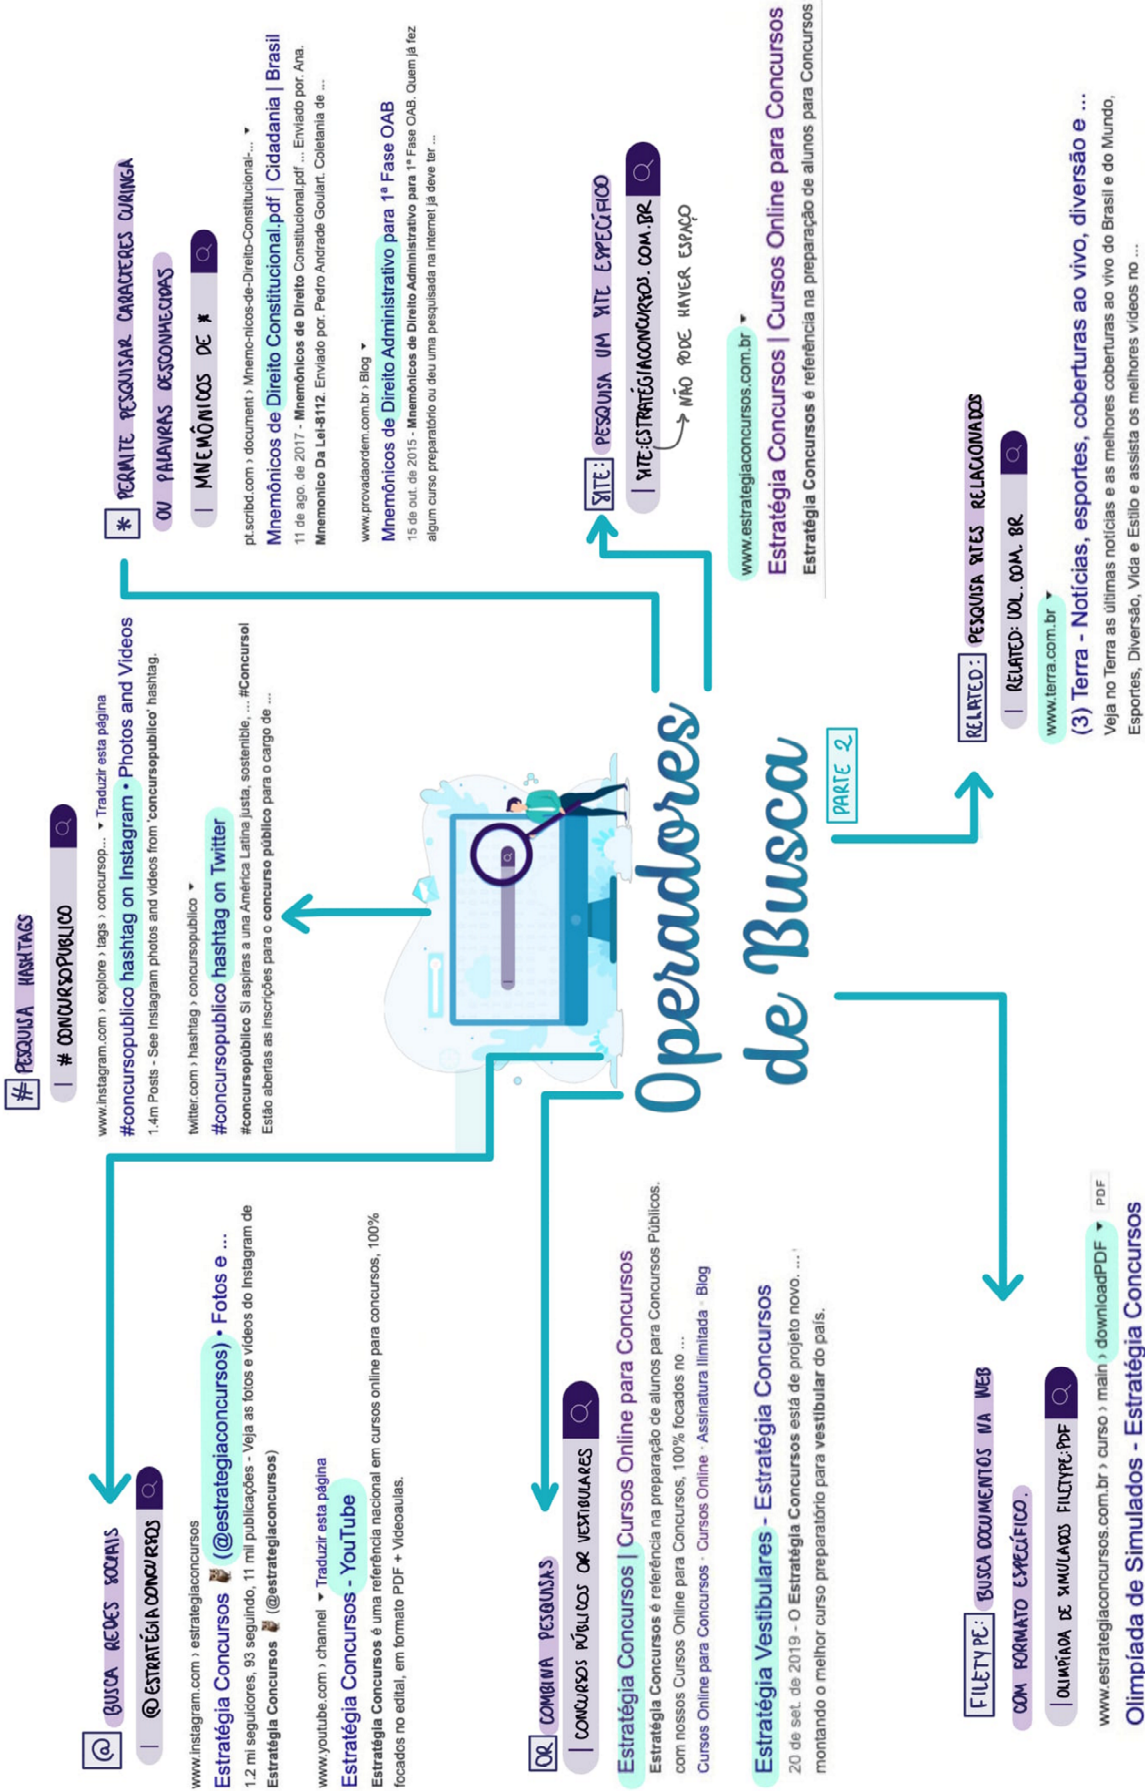 @ BUSCA REDES SOCIAIS
@ESTRATÉGIACONCURSOS
www.instagram.com › estrategiaconcursos
Estratégia Concursos (@estrategiaconcursos) • Fotos e ...
1.2 mi seguidores, 93 seguindo, 11 mil publicações - Veja as fotos e vídeos do Instagram de
Estratégia Concursos (@estrategiaconcursos)
www.youtube.com › channel ▾ Traduzir esta página
Estratégia Concursos - YouTube
Estratégia Concursos é uma referência nacional em cursos online para concursos, 100%
focados no edital, em formato PDF + Videoaulas.
# PESQUISA HASHTAGS
# CONCURSOPUBLICO
www.instagram.com › explore › tags › concursop... ▾ Traduzir esta página
#concursopublico hashtag on Instagram • Photos and Videos
1.4m Posts - See Instagram photos and videos from 'concursopublico' hashtag.
twitter.com › hashtag › concursopublico ▾
#concursopublico hashtag on Twitter
#concursopúblico Si aspiras a una América Latina justa, sostenible, ... #Concursol
Estão abertas as inscrições para o concurso público para o cargo de ...
* PERMITE PESQUISAR CARACTERES CURINGA
OU PALAVRAS DESCONHECIDAS
MNEMÔNICOS DE *
pt.scribd.com › document › Mnemo-nicos-de-Direito-Constitucional-... ▾
Mnemônicos de Direito Constitucional.pdf | Cidadania | Brasil
11 de ago. de 2017 - Mnemônicos de Direito Constitucional.pdf ... Enviado por. Ana.
Mnemonico Da Lei-8112. Enviado por. Pedro Andrade Goulart. Coletania de ...
www.provadaordem.com.br › Blog ▾
Mnemônicos de Direito Administrativo para 1ª Fase OAB
15 de out. de 2015 - Mnemônicos de Direito Administrativo para 1ª Fase OAB. Quem já fez
algum curso preparatório ou deu uma pesquisada na internet já deve ter ...
OR COMBINA PESQUISAS
CONCURSOS PÚBLICOS OR VESTIBULARES
Estratégia Concursos | Cursos Online para Concursos
Estratégia Concursos é referência na preparação de alunos para Concursos Públicos.
com nossos Cursos Online para Concursos, 100% focados no ...
Cursos Online para Concursos · Cursos Online · Assinatura Ilimitada · Blog
Estratégia Vestibulares - Estratégia Concursos
20 de set. de 2019 - O Estratégia Concursos está de projeto novo. ...
montando o melhor curso preparatório para vestibular do país.
Operadores
de Busca
PARTE 2
SITE: PESQUISA UM SITE ESPECÍFICO
SITE:ESTRATÉGIACONCURSOS.COM.BR
NÃO PODE HAVER ESPAÇO
www.estrategiaconcursos.com.br ▾
Estratégia Concursos | Cursos Online para Concursos
Estratégia Concursos é referência na preparação de alunos para Concursos
FILETYPE: BUSCA DOCUMENTOS NA WEB
COM FORMATO ESPECÍFICO.
OLIMPÍADA DE SIMULADOS FILETYPE:PDF
www.estrategiaconcursos.com.br › curso › main › downloadPDF ▾ PDF
Olimpíada de Simulados - Estratégia Concursos
RELATED: PESQUISA SITES RELACIONADOS
RELATED: UOL.COM.BR
www.terra.com.br ▾
(3) Terra - Notícias, esportes, coberturas ao vivo, diversão e ...
Veja no Terra as últimas notícias e as melhores coberturas ao vivo do Brasil e do Mundo,
Esportes, Diversão, Vida e Estilo e assista os melhores vídeos no ...